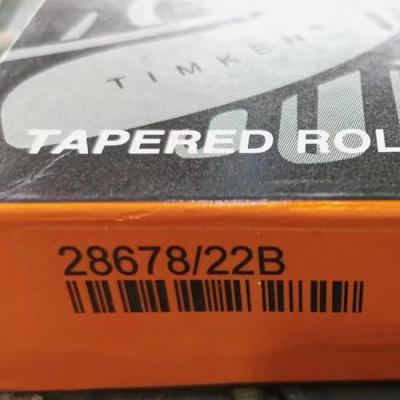 TIMKEN
TAPERED ROL
28678/22B